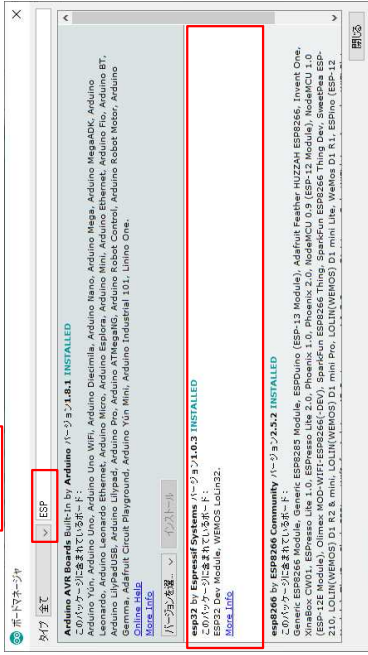 ボードマネージャ
タイプ 全て ESP
Arduino AVR Boards Built-In by Arduino バージョン1.8.1 INSTALLED
このパッケージに含まれているボード：
Arduino Yún, Arduino Uno, Arduino Uno WiFi, Arduino Diecimila, Arduino Nano, Arduino Mega, Arduino MegaADK, Arduino
Leonardo, Arduino Leonardo Ethernet, Arduino Micro, Arduino Esplora, Arduino Mini, Arduino Ethernet, Arduino Fio, Arduino BT,
Arduino LilyPadUSB, Arduino Lilypad, Arduino Pro, Arduino ATMegaNG, Arduino Robot Control, Arduino Robot Motor, Arduino
Gemma, Adafruit Circuit Playground, Arduino Yún Mini, Arduino Industrial 101, Linino One.
Online Help
More Info
バージョンを選... インストール
esp32 by Espressif Systems バージョン1.0.3 INSTALLED
このパッケージに含まれているボード：
ESP32 Dev Module, WEMOS LoLin32.
More Info
esp8266 by ESP8266 Community バージョン2.5.2 INSTALLED
このパッケージに含まれているボード：
Generic ESP8266 Module, Generic ESP8285 Module, ESPDuino (ESP-13 Module), Adafruit Feather HUZZAH ESP8266, Invent One,
XinaBox CW01, ESPresso Lite 1.0, ESPresso Lite 2.0, Phoenix 1.0, Phoenix 2.0, NodeMCU 0.9 (ESP-12 Module), NodeMCU 1.0
(ESP-12E Module), Olimex MOD-WIFI-ESP8266(-DEV), SparkFun ESP8266 Thing, SparkFun ESP8266 Thing Dev, SweetPea ESP-
210, LOLIN(WEMOS) D1 R2 & mini, LOLIN(WEMOS) D1 mini Pro, LOLIN(WEMOS) D1 mini Lite, WeMos D1 R1, ESPino (ESP-12
閉じる